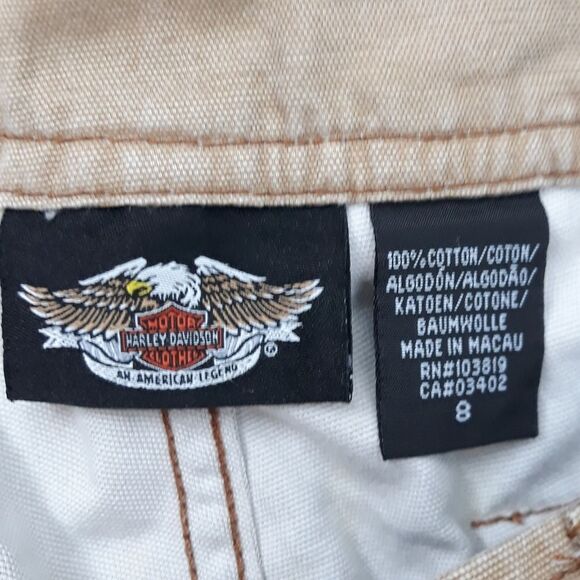 MOTOR
HARLEY-DAVIDSON
CLOTHES
AN AMERICAN LEGEND
®
100% COTTON/COTON/
ALGODÓN/ALGODÃO/
KATOEN/COTONE/
BAUMWOLLE
MADE IN MACAU
RN#103819
CA#03402
8